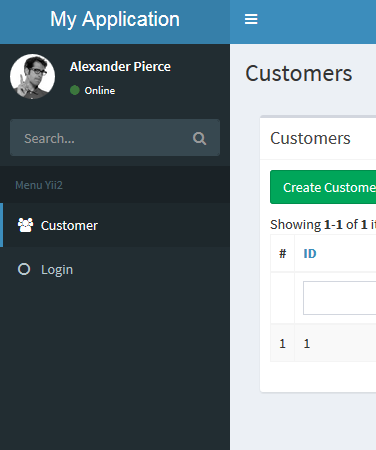 My Application
Alexander Pierce
Online
Search...
Menu Yii2
Customer
Login
Customers
Customers
Create Custome
Showing 1-1 of 1 it
# ID
1 1